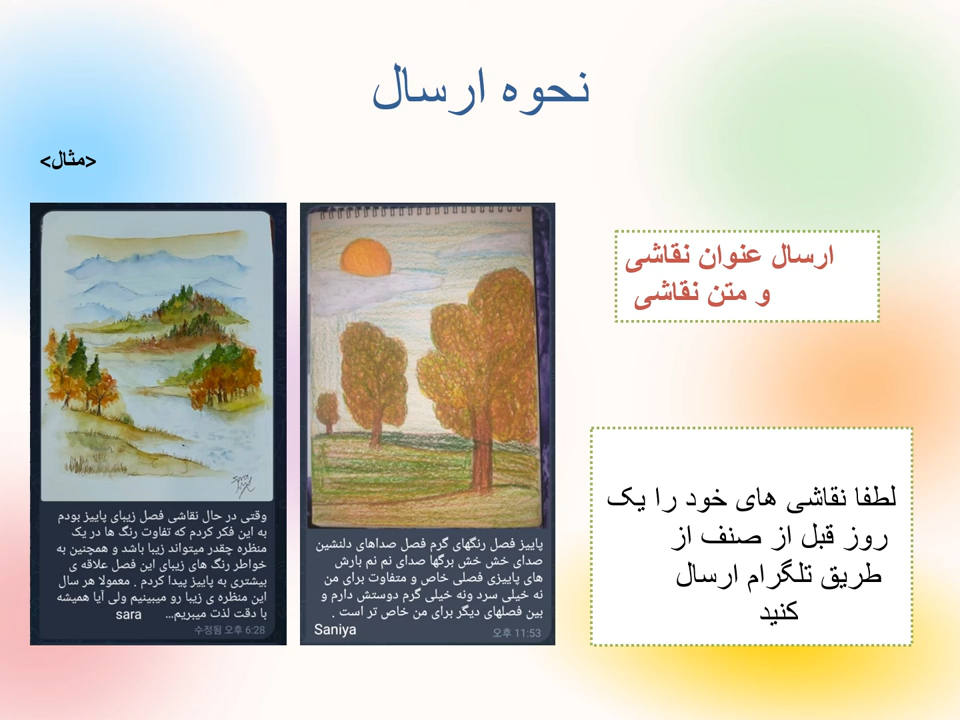 نحوه ارسال
<مثال>
وقتی در حال نقاشی فصل زیبای پاییز بودم
به این فکر کردم که تفاوت رنگ ها در یک
منظره چقدر میتواند زیبا باشد و همچنین به
خواطر رنگ های زیبای این فصل علاقه ی
بیشتری به پاییز پیدا کردم . معمولا هر سال
این منظره ی زیبا رو میبینیم ولی آیا همیشه
با دقت لذت میبریم... sara
수정됨 오후 6:28
پاییز فصل رنگهای گرم فصل صداهای دلنشین
صدای خش خش برگها صدای نم نم بارش
های پاییزی فصلی خاص و متفاوت برای من
نه خیلی سرد ونه خیلی گرم دوستش دارم و
بین فصلهای دیگر برای من خاص تر است .
Saniya
오후 11:53
ارسال عنوان نقاشی
و متن نقاشی
لطفا نقاشی های خود را یک
روز قبل از صنف از
طریق تلگرام ارسال
کنید